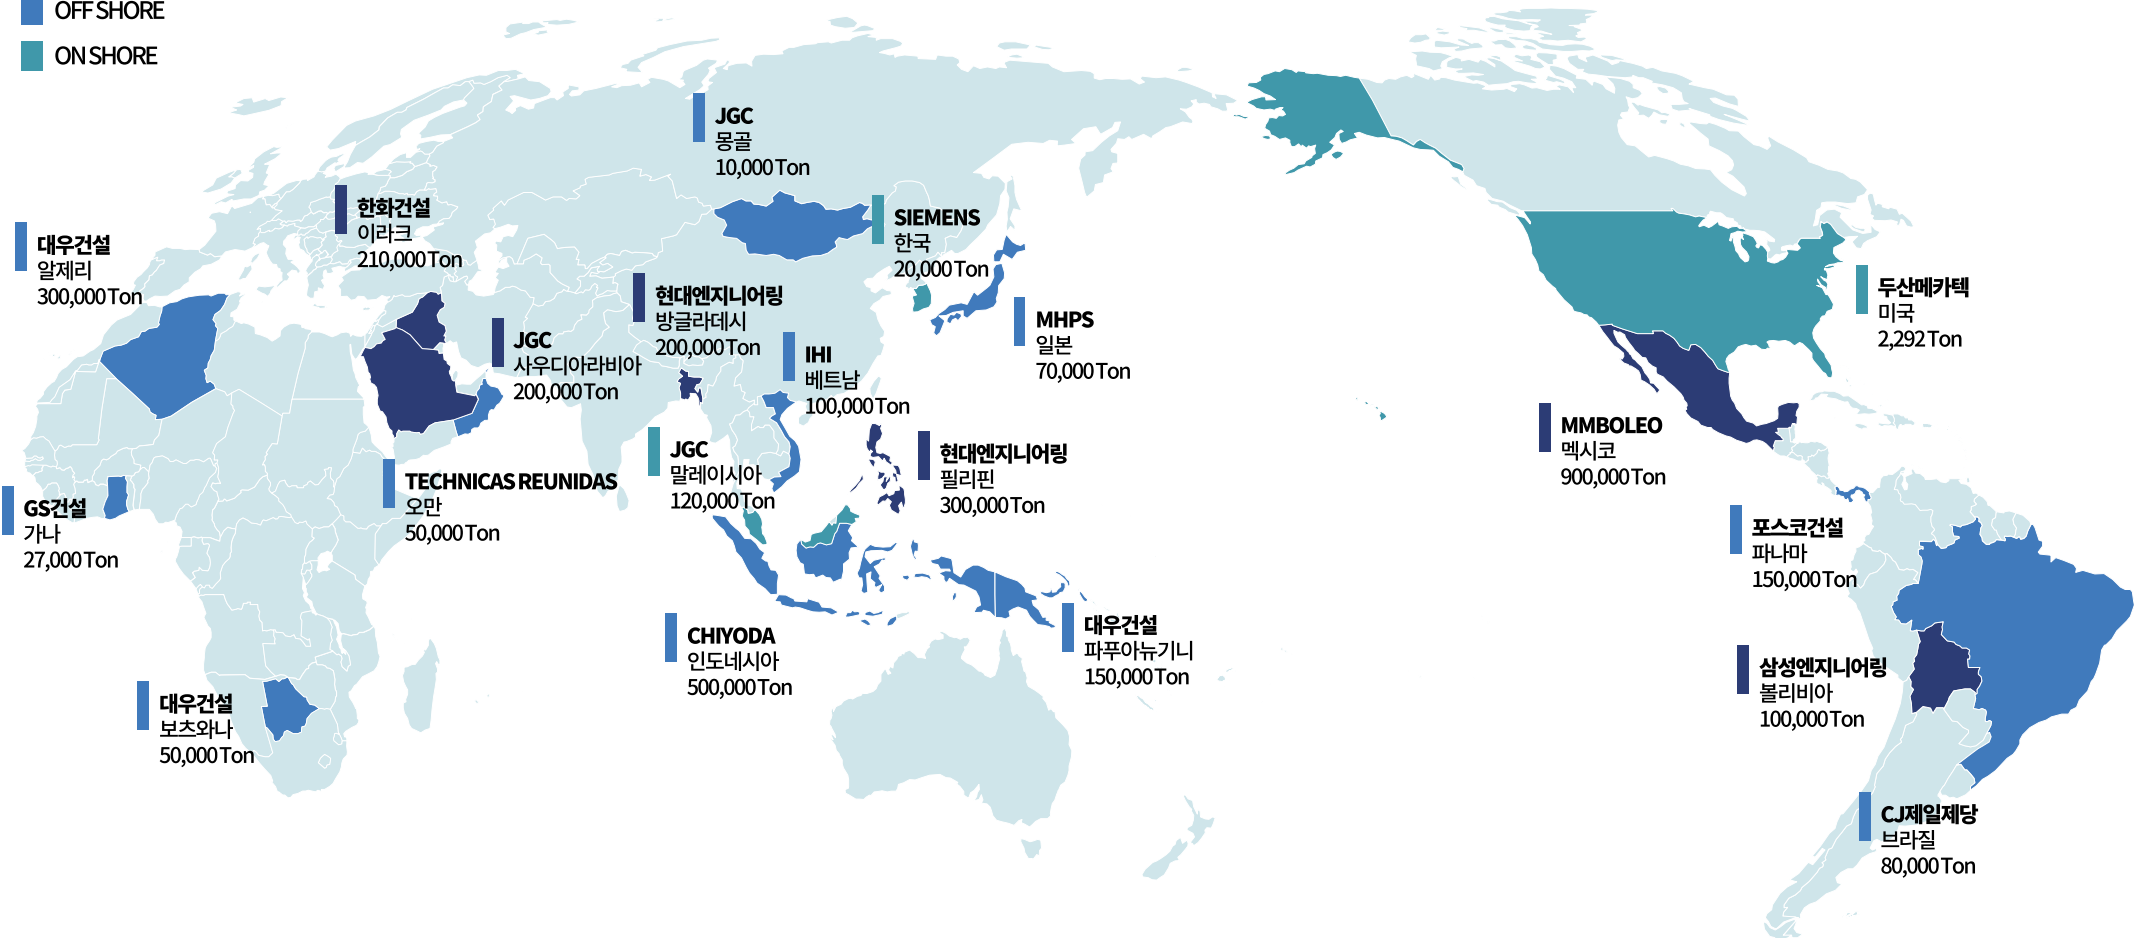 OFF SHORE
ON SHORE
JGC
몽골
10,000 Ton
한화건설
이라크
210,000 Ton
SIEMENS
한국
20,000 Ton
대우건설
알제리
300,000 Ton
현대엔지니어링
방글라데시
200,000 Ton
두산메카텍
미국
2,292 Ton
MHPS
일본
70,000 Ton
JGC
사우디아라비아
200,000 Ton
IHI
베트남
100,000 Ton
MMBOLEO
멕시코
900,000 Ton
JGC
말레이시아
120,000 Ton
현대엔지니어링
필리핀
300,000 Ton
TECHNICAS REUNIDAS
오만
50,000 Ton
GS건설
가나
27,000 Ton
포스코건설
파나마
150,000 Ton
CHIYODA
인도네시아
500,000 Ton
대우건설
파푸아뉴기니
150,000 Ton
삼성엔지니어링
볼리비아
100,000 Ton
대우건설
보츠와나
50,000 Ton
CJ제일제당
브라질
80,000 Ton